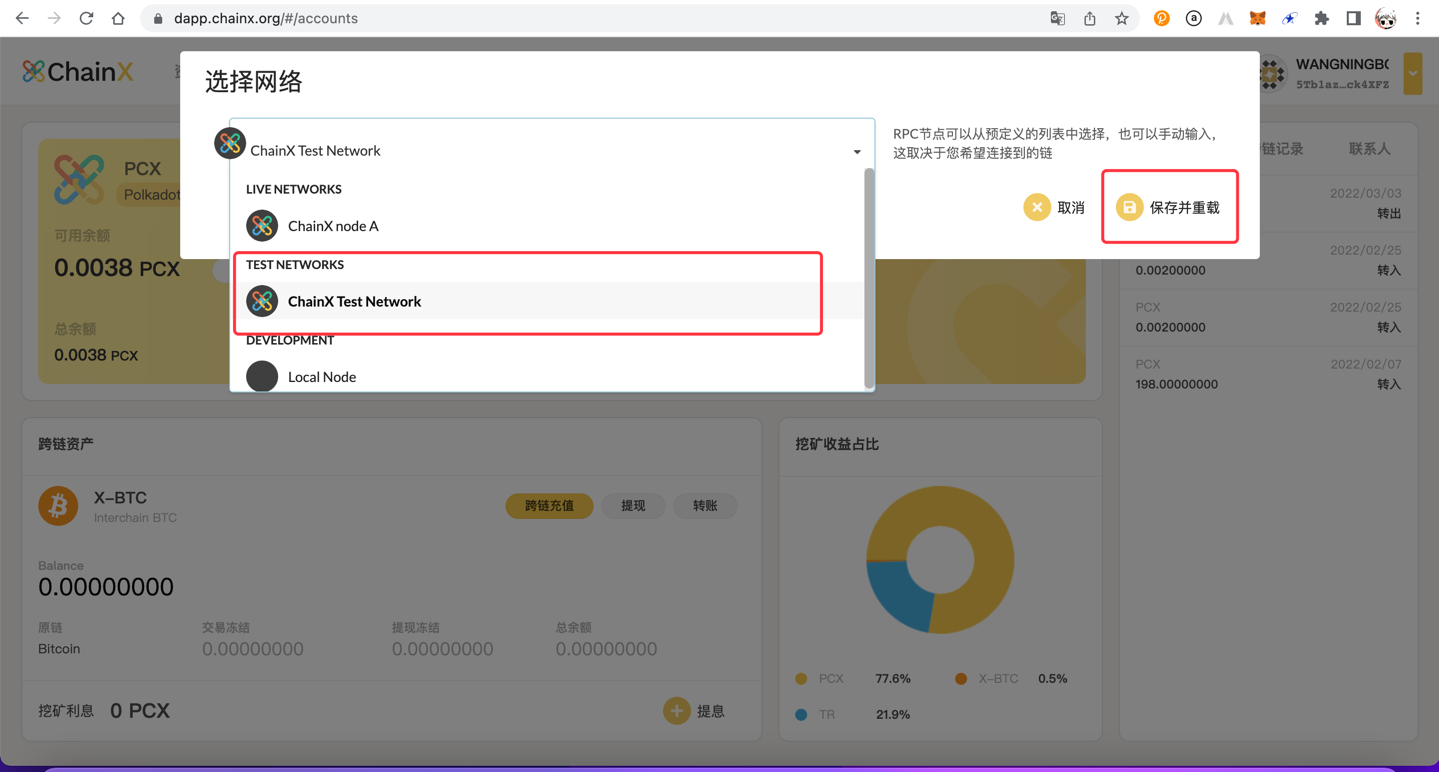 dapp.chainx.org/#/accounts
ChainX
选择网络
WANGNINGBO
5Tb1az…ck4XFZ
ChainX Test Network
RPC节点可以从预定义的列表中选择，也可以手动输入，
这取决于您希望连接到的链
取消
保存并重载
LIVE NETWORKS
ChainX node A
TEST NETWORKS
ChainX Test Network
DEVELOPMENT
Local Node
PCX
Polkadot
可用余额
0.0038 PCX
总余额
0.0038 PCX
链记录
联系人
2022/03/03
转出
2022/02/25
0.00200000
转入
PCX
2022/02/25
0.00200000
转入
PCX
2022/02/07
198.00000000
转入
跨链资产
X-BTC
Interchain BTC
跨链充值
提现
转账
Balance
0.00000000
原链
交易冻结
提现冻结
总余额
Bitcoin
0.00000000
0.00000000
0.00000000
挖矿利息
0 PCX
提息
挖矿收益占比
PCX
77.6%
X-BTC
0.5%
TR
21.9%